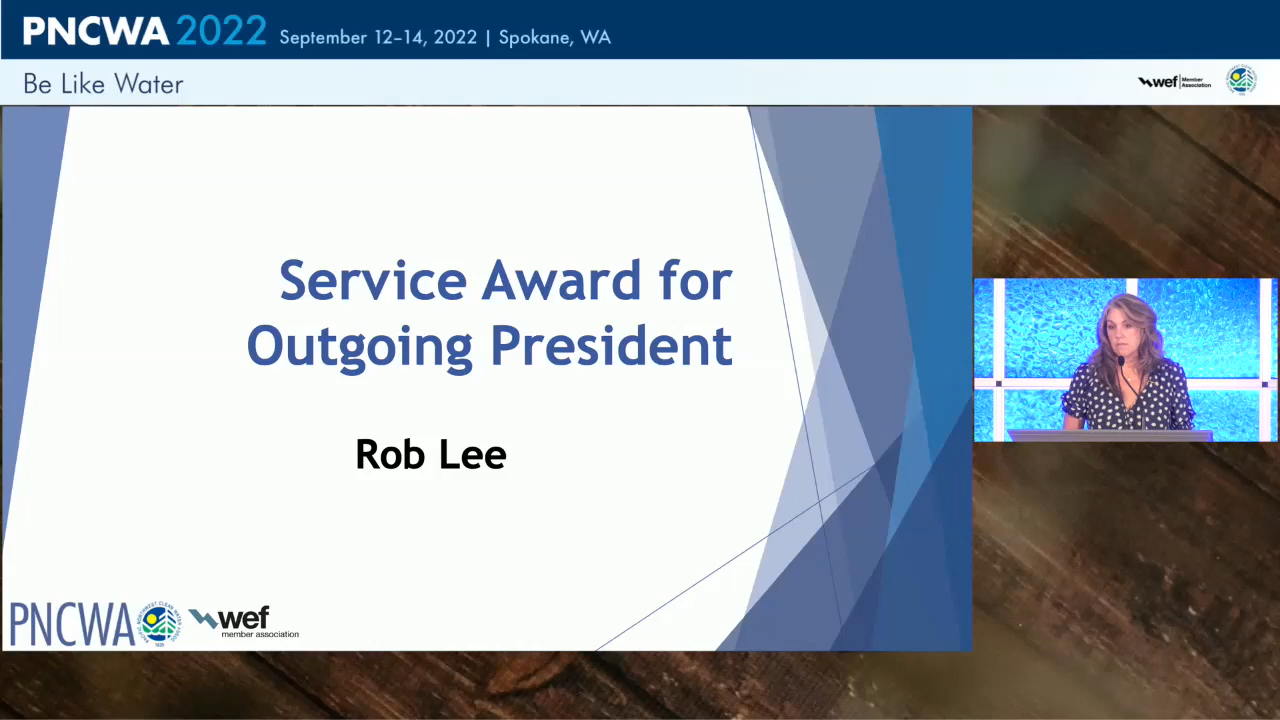 PNCWA 2022 September 12–14, 2022 | Spokane, WA
Be Like Water
wef Member Association
Service Award for
Outgoing President
Rob Lee
PNCWA
wef
member association